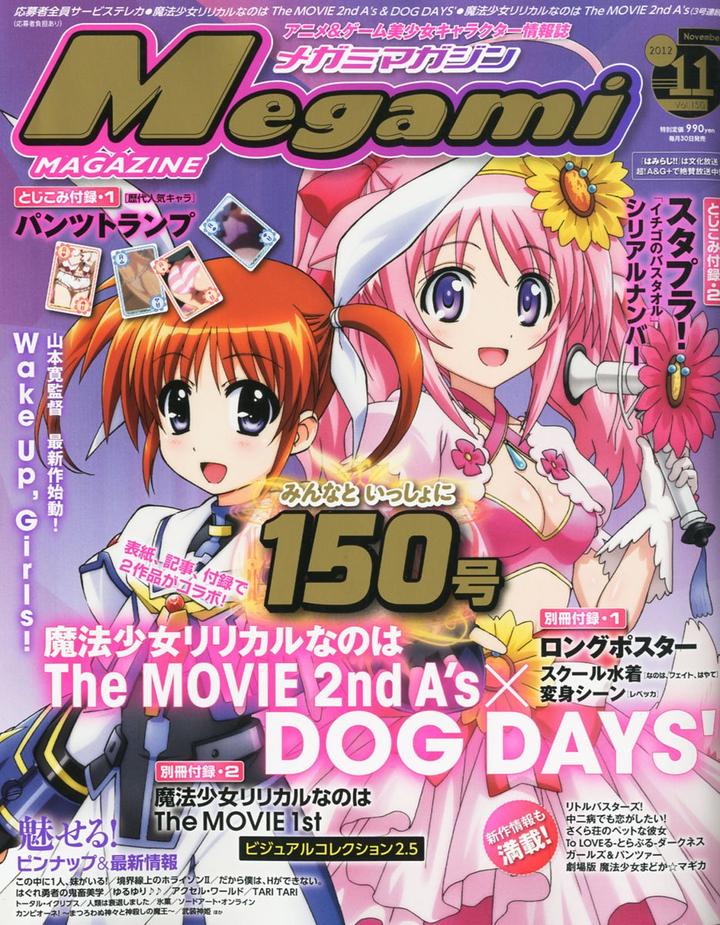 応募者全員サービステレカ●魔法少女リリカルなのは The MOVIE 2nd A's & DOG DAYS'●魔法少女リリカルなのは The MOVIE 2nd A's(3号連続
(応募者負担あり)
アニメ&ゲーム美少女キャラクター情報誌
メガミマガジン
Megami
MAGAZINE
November
2012
11
Vol.150
特別定価 990yen
毎月30日発売
「はみらじ!!」は文化放送
超!A&G+で絶賛放送中!
とじこみ付録・1
[歴代人気キャラ]
パンツトランプ
とじこみ付録・2
スタプラ!
「イチゴのバスタオル」
シリアルナンバー
山本寛監督 最新作始動!
Wake Up, Girls!
みんなと いっしょに
150号
表紙、記事、付録で
2作品がコラボ!
魔法少女リリカルなのは
The MOVIE 2nd A's×
DOG DAYS'
別冊付録・1
ロングポスター
スクール水着[なのは、フェイト、はやて]
変身シーン[レベッカ]
別冊付録・2
魔法少女リリカルなのは
The MOVIE 1st
ビジュアルコレクション2.5
魅せる!
ピンナップ&最新情報
この中に1人、妹がいる!/境界線上のホライゾンⅡ/だから僕は、Hができない。
はぐれ勇者の鬼畜美学/ゆるゆり♪♪/アクセル・ワールド/TARI TARI
トータル・イクリプス/人類は衰退しました/氷菓/ソードアート・オンライン
カンピオーネ! 〜まつろわぬ神々と神殺しの魔王〜/武装神姫 ほか
新作情報も
満載!
リトルバスターズ!
中二病でも恋がしたい!
さくら荘のペットな彼女
To LOVEる-とらぶる-ダークネス
ガールズ&パンツァー
劇場版 魔法少女まどか☆マギカ